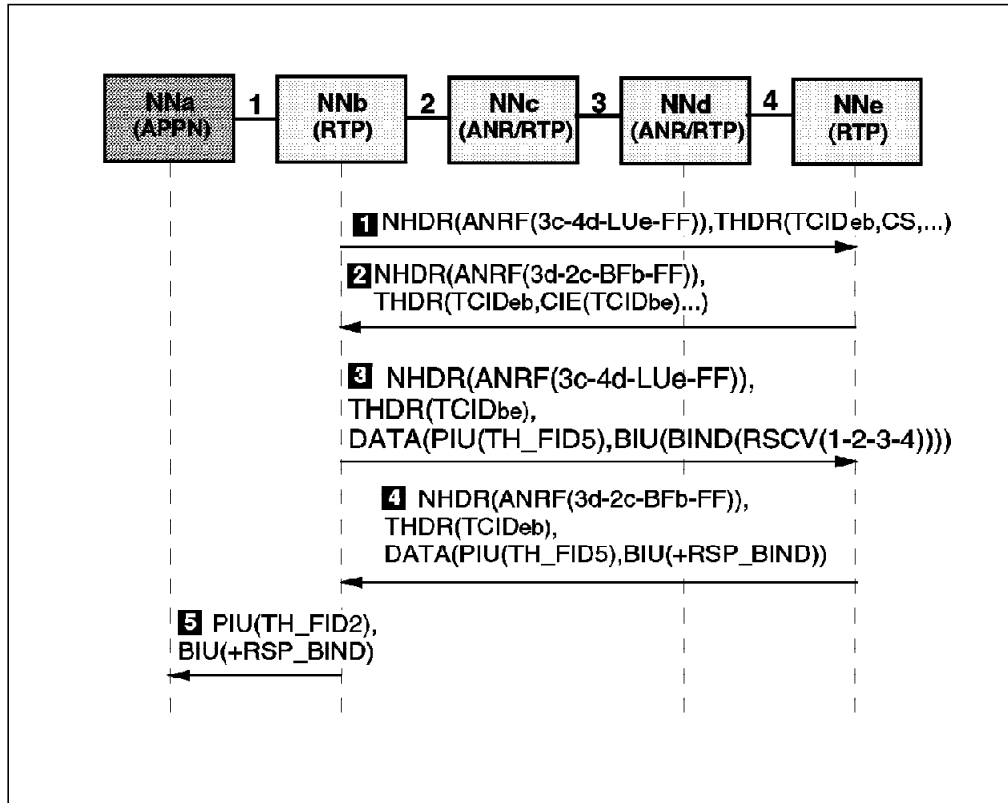 NNa
(APPN)
1
NNb
(RTP)
2
NNc
(ANR/RTP)
3
NNd
(ANR/RTP)
4
NNe
(RTP)
1 NHDR(ANRF(3c-4d-LUe-FF)),THDR(TCIDeb,CS,...)
2 NHDR(ANRF(3d-2c-BFb-FF)),
THDR(TCIDeb,CIE(TCIDbe)...)
3 NHDR(ANRF(3c-4d-LUe-FF)),
THDR(TCIDbe),
DATA(PIU(TH_FID5),BIU(BIND(RSCV(1-2-3-4))))
4 NHDR(ANRF(3d-2c-BFb-FF)),
THDR(TCIDeb),
DATA(PIU(TH_FID5),BIU(+RSP_BIND))
5 PIU(TH_FID2),
BIU(+RSP_BIND)